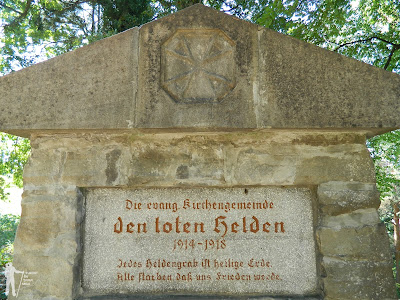 Die evang. Kirchengemeinde
den toten Helden
1914-1918
Jedes Heldengrab ist heilige Erde.
Alle starben daß uns Frieden werde.